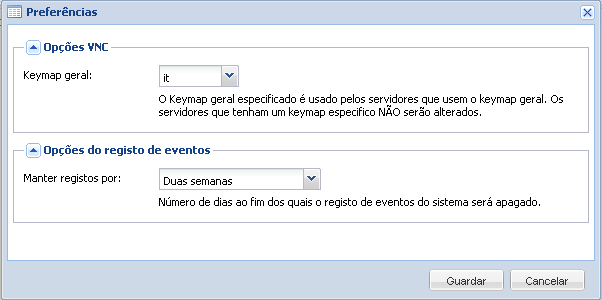 Preferências
Opções VNC
Keymap geral: it
O Keymap geral especificado é usado pelos servidores que usem o keymap geral. Os
servidores que tenham um keymap especifico NÃO serão alterados.
Opções do registo de eventos
Manter registos por: Duas semanas
Número de dias ao fim dos quais o registo de eventos do sistema será apagado.
Guardar Cancelar